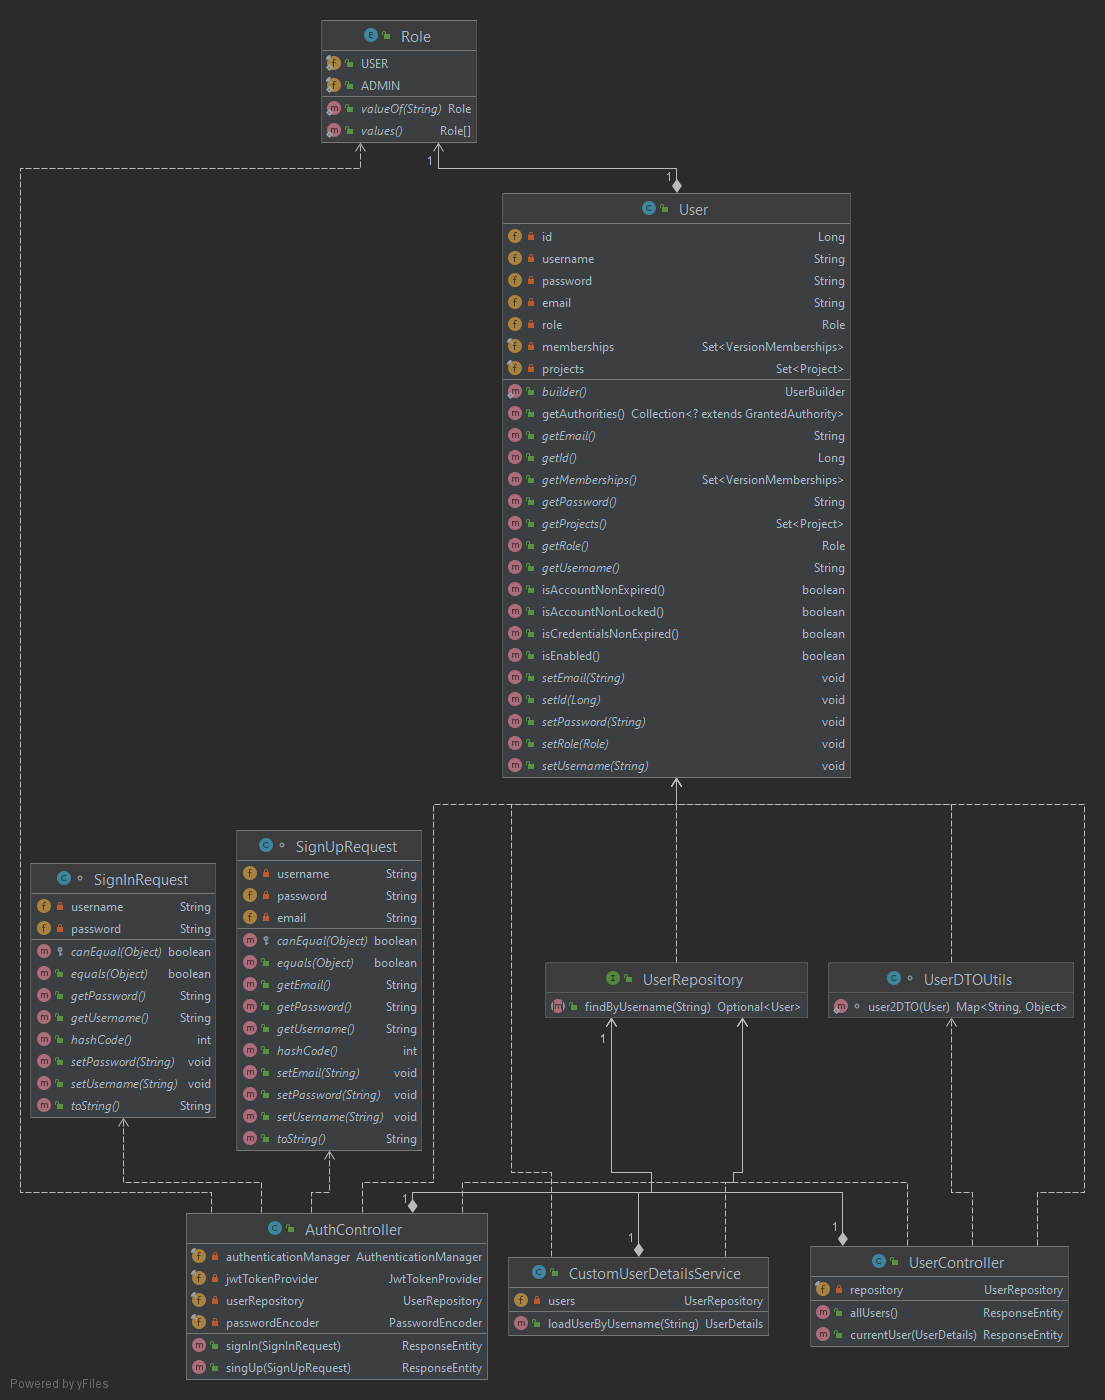 Role
USER
ADMIN
valueOf(String) Role
values() Role[]
1
1
User
id Long
username String
password String
email String
role Role
memberships Set<VersionMemberships>
projects Set<Project>
builder() UserBuilder
getAuthorities() Collection<? extends GrantedAuthority>
getEmail() String
getId() Long
getMemberships() Set<VersionMemberships>
getPassword() String
getProjects() Set<Project>
getRole() Role
getUsername() String
isAccountNonExpired() boolean
isAccountNonLocked() boolean
isCredentialsNonExpired() boolean
isEnabled() boolean
setEmail(String) void
setId(Long) void
setPassword(String) void
setRole(Role) void
setUsername(String) void
SignInRequest
username String
password String
canEqual(Object) boolean
equals(Object) boolean
getPassword() String
getUsername() String
hashCode() int
setPassword(String) void
setUsername(String) void
toString() String
SignUpRequest
username String
password String
email String
canEqual(Object) boolean
equals(Object) boolean
getEmail() String
getPassword() String
getUsername() String
hashCode() int
setEmail(String) void
setPassword(String) void
setUsername(String) void
toString() String
UserRepository
findByUsername(String) Optional<User>
UserDTOUtils
user2DTO(User) Map<String, Object>
1
1
1
1
AuthController
authenticationManager AuthenticationManager
jwtTokenProvider JwtTokenProvider
userRepository UserRepository
passwordEncoder PasswordEncoder
signIn(SignInRequest) ResponseEntity
singUp(SignUpRequest) ResponseEntity
CustomUserDetailsService
users UserRepository
loadUserByUsername(String) UserDetails
UserController
repository UserRepository
allUsers() ResponseEntity
currentUser(UserDetails) ResponseEntity
Powered by yFiles